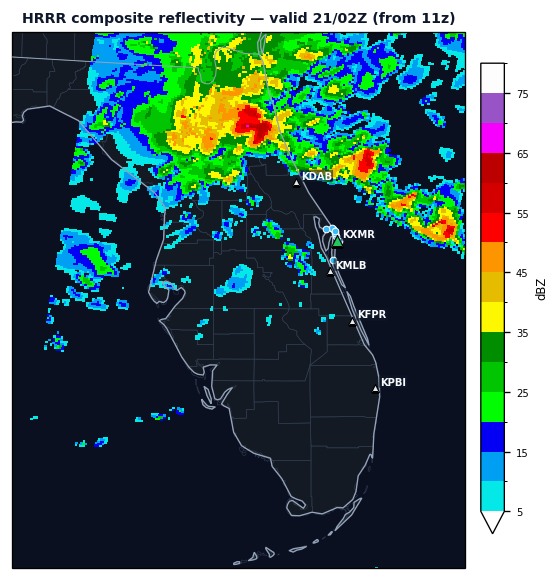 HRRR composite reflectivity — valid 21/02Z (from 11z)
KDAB
KXMR
KMLB
KFPR
KPBI
75
65
55
45
35
25
15
5
dBZ